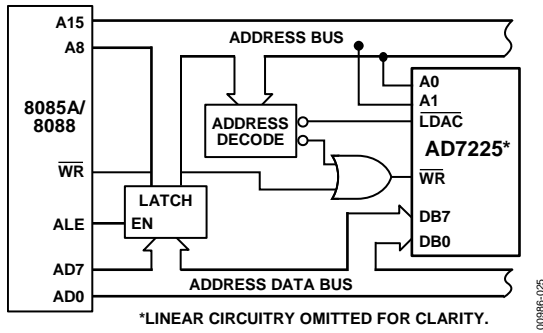 A15
A8
8085A/
8088
WR
ALE
AD7
AD0
ADDRESS BUS
ADDRESS
DECODE
LATCH
EN
A0
A1
LDAC
AD7225*
WR
DB7
DB0
ADDRESS DATA BUS
*LINEAR CIRCUITRY OMITTED FOR CLARITY.
00986-025